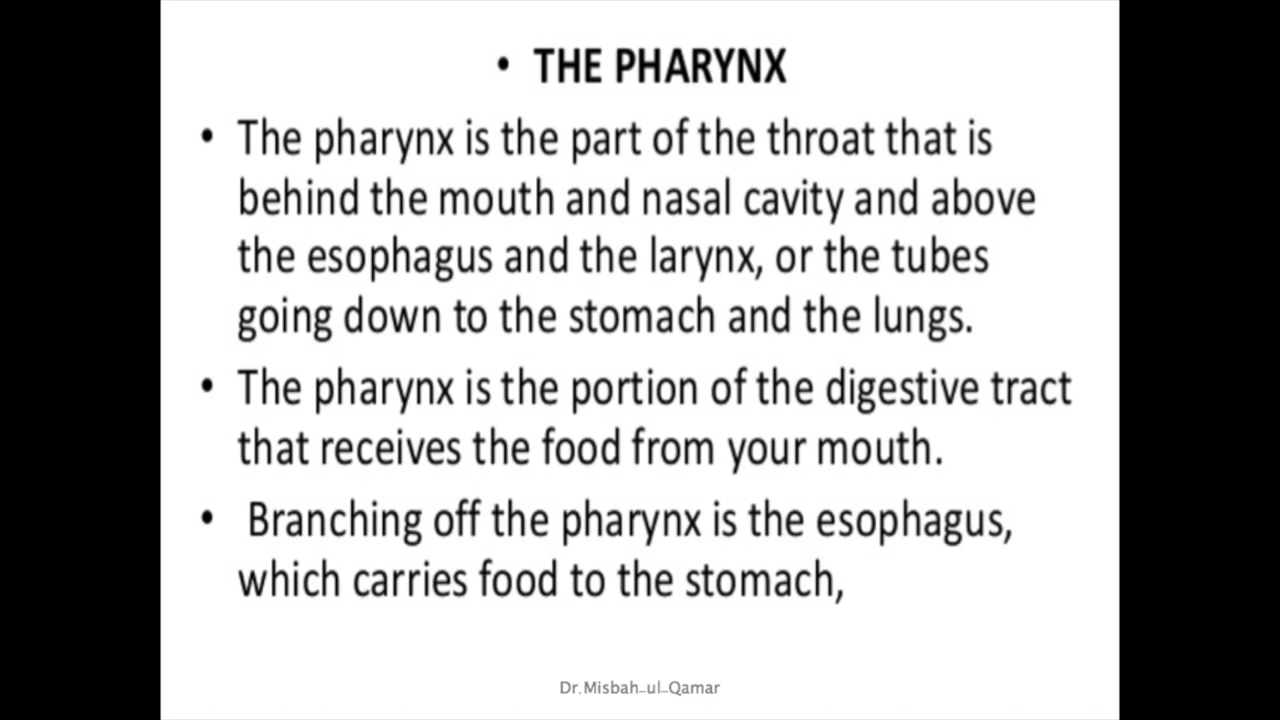 • THE PHARYNX
• The pharynx is the part of the throat that is
behind the mouth and nasal cavity and above
the esophagus and the larynx, or the tubes
going down to the stomach and the lungs.
• The pharynx is the portion of the digestive tract
that receives the food from your mouth.
• Branching off the pharynx is the esophagus,
which carries food to the stomach,
Dr.Misbah-ul-Qamar